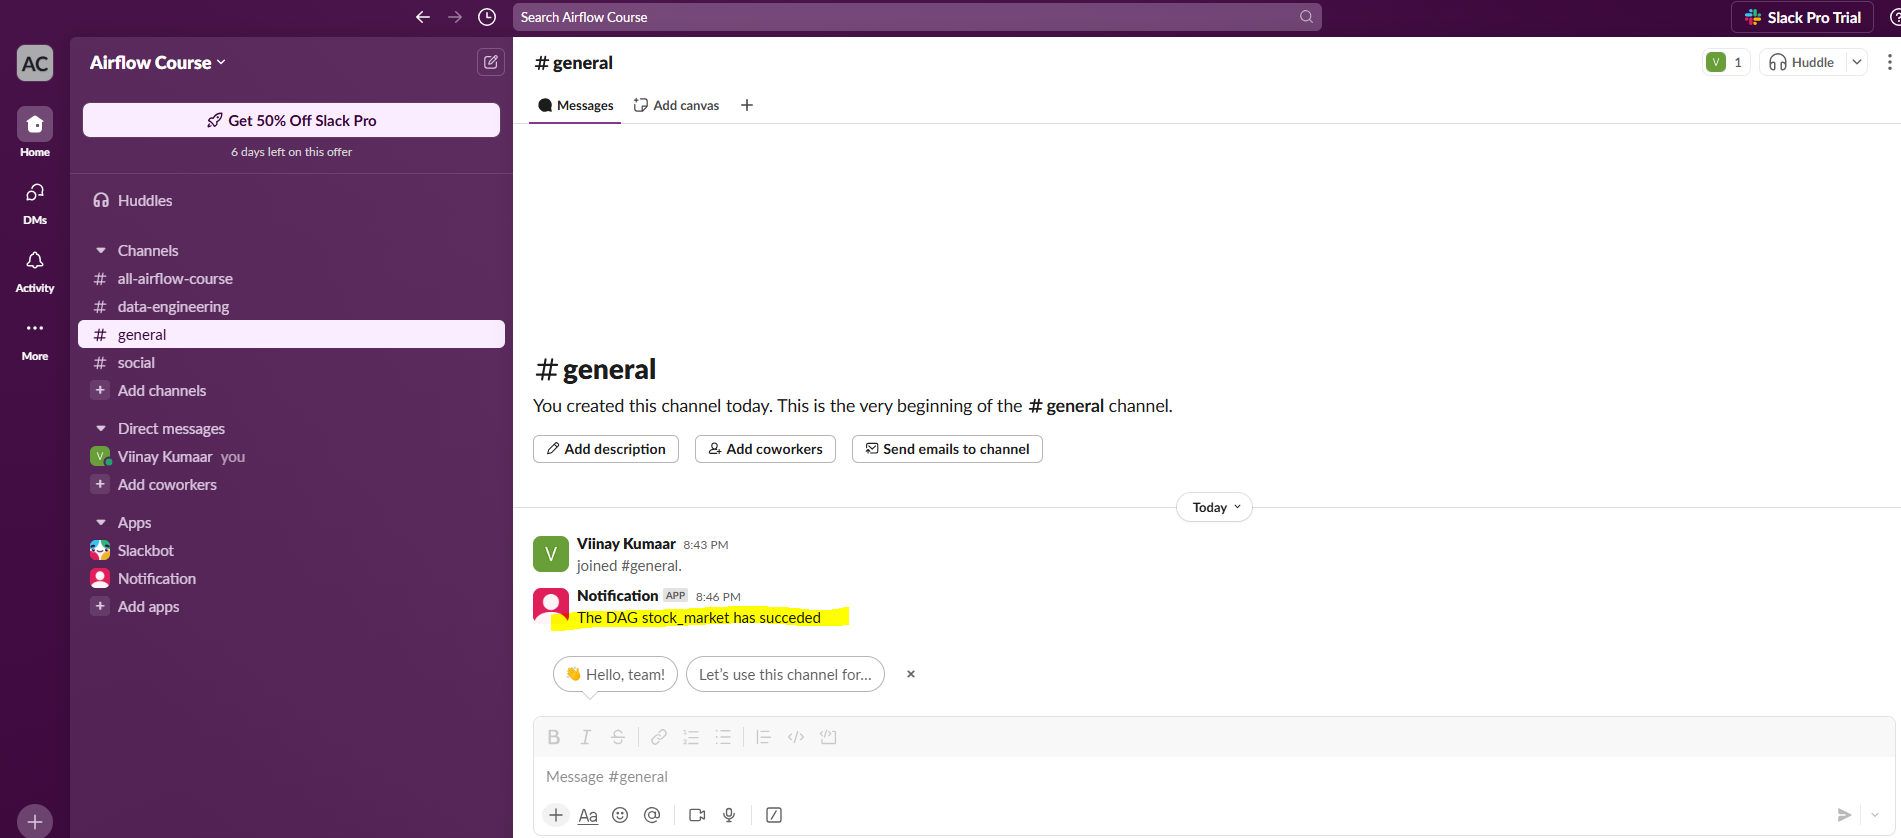 Search Airflow Course
Slack Pro Trial
AC
Home
DMs
Activity
More
Airflow Course
Get 50% Off Slack Pro
6 days left on this offer
Huddles
Channels
# all-airflow-course
# data-engineering
# general
# social
+ Add channels
Direct messages
V Viinay Kumaar you
+ Add coworkers
Apps
Slackbot
Notification
+ Add apps
# general
V 1
Huddle
Messages
Add canvas
+
# general
You created this channel today. This is the very beginning of the # general channel.
Add description
Add coworkers
Send emails to channel
Today
V
Viinay Kumaar 8:43 PM
joined #general.
Notification APP 8:46 PM
The DAG stock_market has succeded
👋 Hello, team!
Let's use this channel for...
B I S
Message #general
+ Aa @